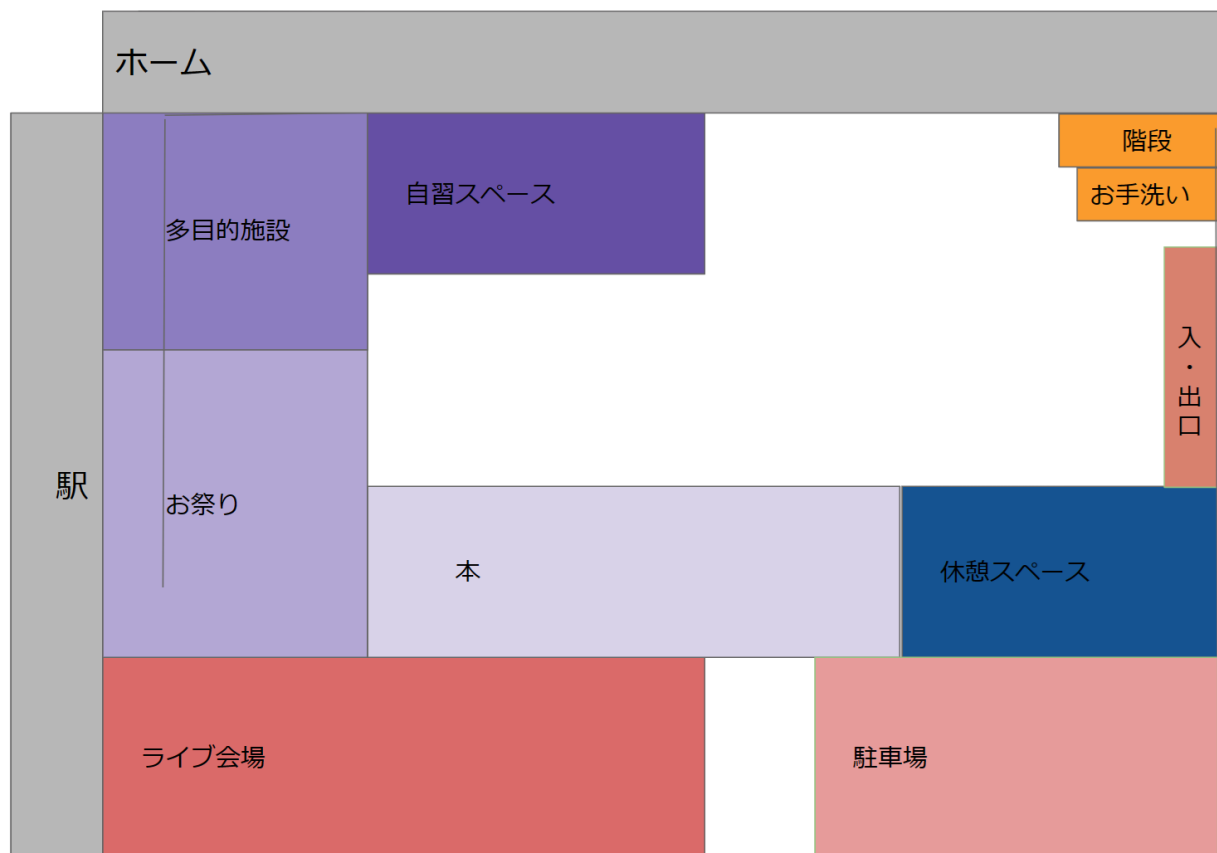 ホーム
階段
自習スペース
お手洗い
多目的施設
入・出口
駅
お祭り
本
休憩スペース
ライブ会場
駐車場